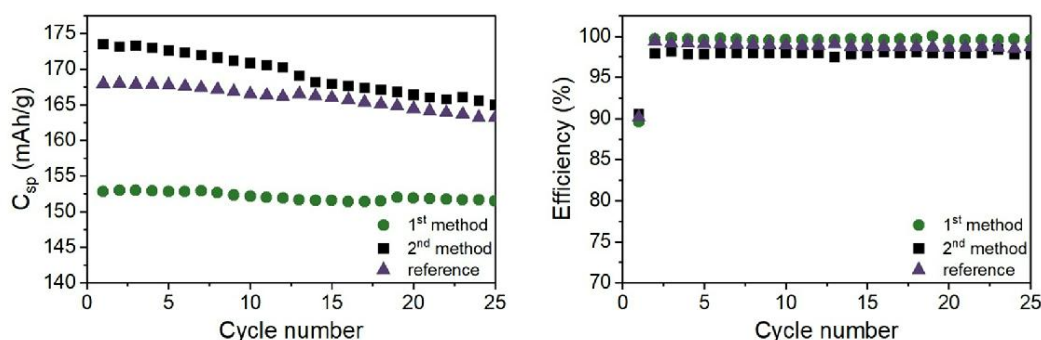 175
170
165
160
155
150
145
140
C_sp (mAh/g)
1st method
2nd method
reference
0 5 10 15 20 25
Cycle number
100
95
90
85
80
75
70
Efficiency (%)
1st method
2nd method
reference
0 5 10 15 20 25
Cycle number